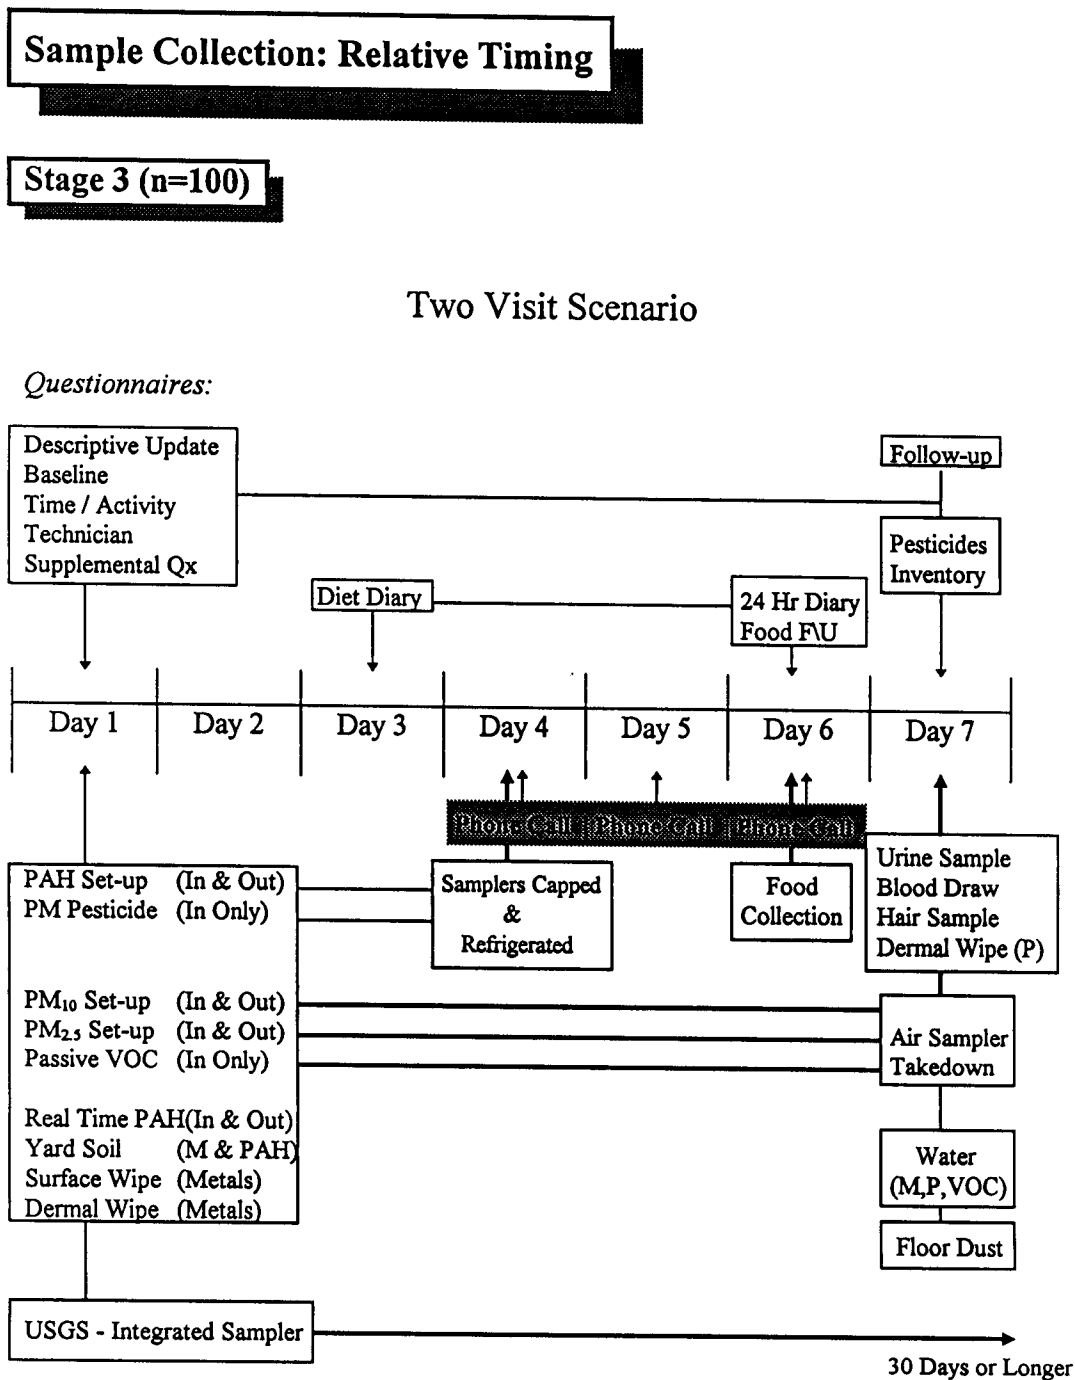 Sample Collection: Relative Timing
Stage 3 (n=100)
Two Visit Scenario
Questionnaires:
Descriptive Update
Baseline
Time / Activity
Technician
Supplemental Qx
Follow-up
Pesticides
Inventory
Diet Diary
24 Hr Diary
Food F\U
Day 1
Day 2
Day 3
Day 4
Day 5
Day 6
Day 7
Phone Call
Phone Call
Phone Call
PAH Set-up (In & Out)
PM Pesticide (In Only)
PM₁₀ Set-up (In & Out)
PM₂.₅ Set-up (In & Out)
Passive VOC (In Only)
Real Time PAH(In & Out)
Yard Soil (M & PAH)
Surface Wipe (Metals)
Dermal Wipe (Metals)
Samplers Capped
&
Refrigerated
Food
Collection
Urine Sample
Blood Draw
Hair Sample
Dermal Wipe (P)
Air Sampler
Takedown
Water
(M,P,VOC)
Floor Dust
USGS - Integrated Sampler
30 Days or Longer